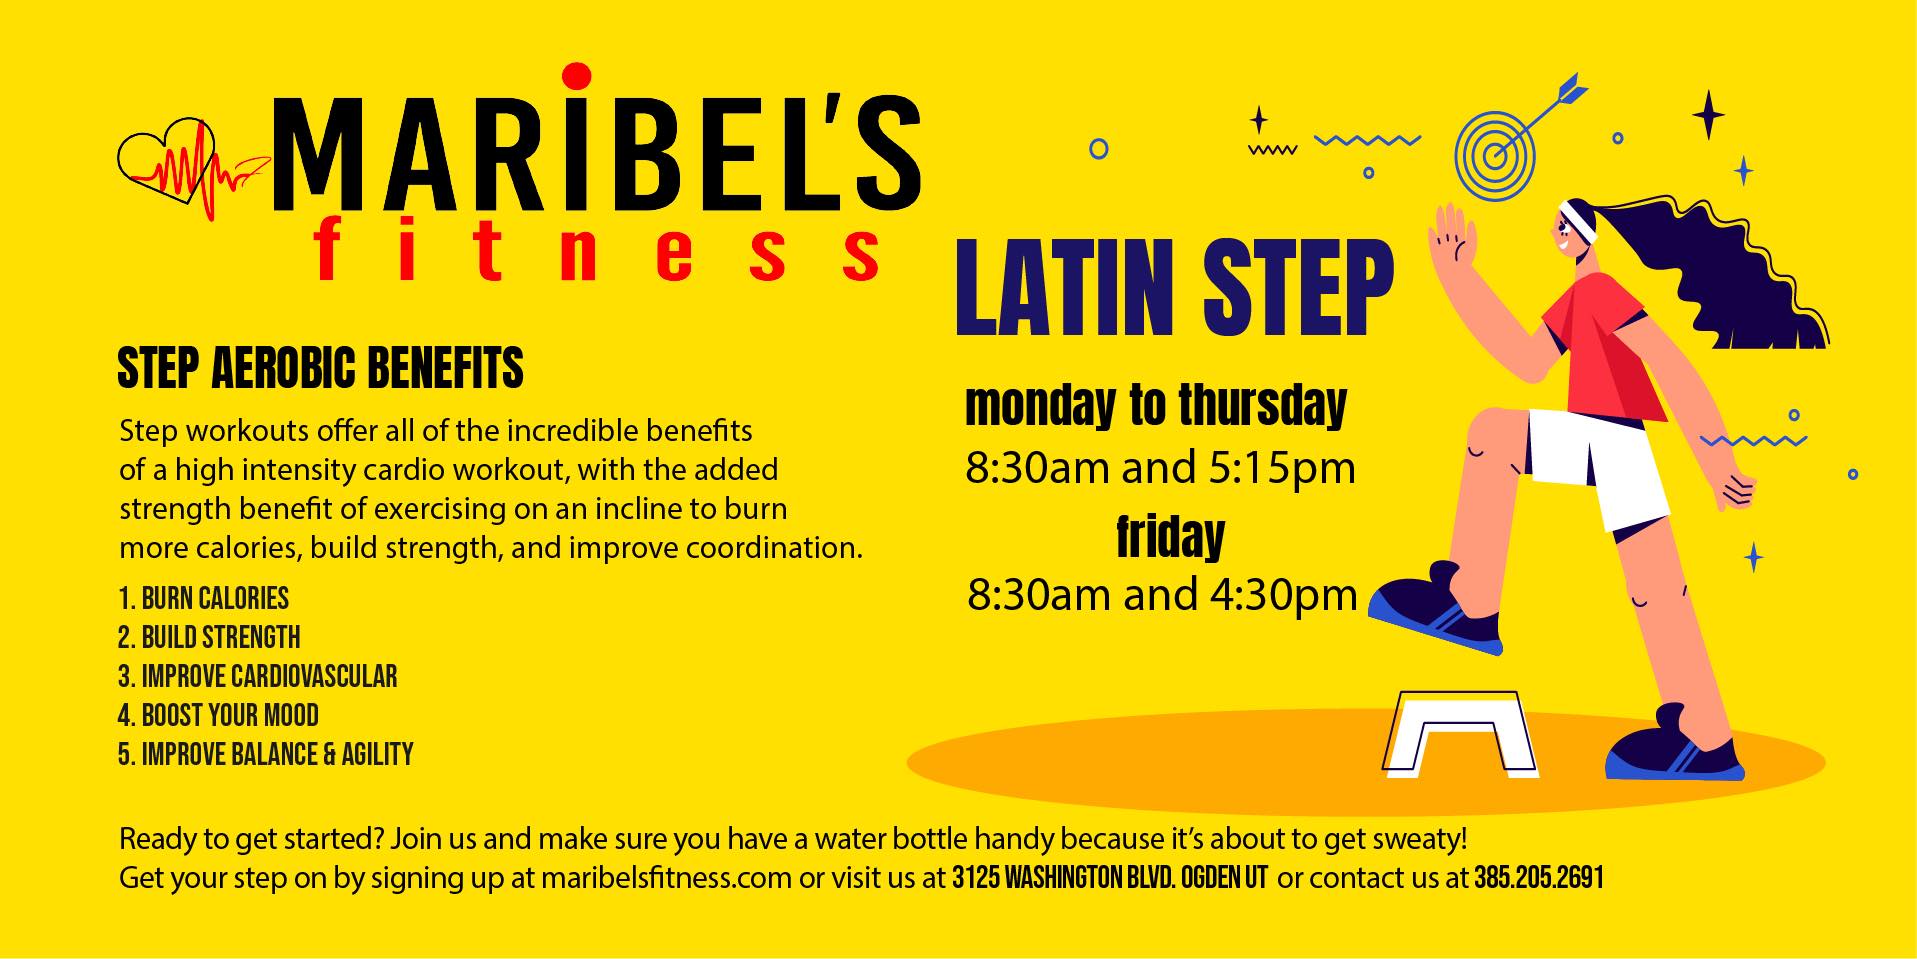 MARiBEL'S
fitness
STEP AEROBIC BENEFITS
Step workouts offer all of the incredible benefits
of a high intensity cardio workout, with the added
strength benefit of exercising on an incline to burn
more calories, build strength, and improve coordination.
1. BURN CALORIES
2. BUILD STRENGTH
3. IMPROVE CARDIOVASCULAR
4. BOOST YOUR MOOD
5. IMPROVE BALANCE & AGILITY
LATIN STEP
monday to thursday
8:30am and 5:15pm
friday
8:30am and 4:30pm
Ready to get started? Join us and make sure you have a water bottle handy because it’s about to get sweaty!
Get your step on by signing up at maribelsfitness.com or visit us at 3125 WASHINGTON BLVD. OGDEN UT or contact us at 385.205.2691